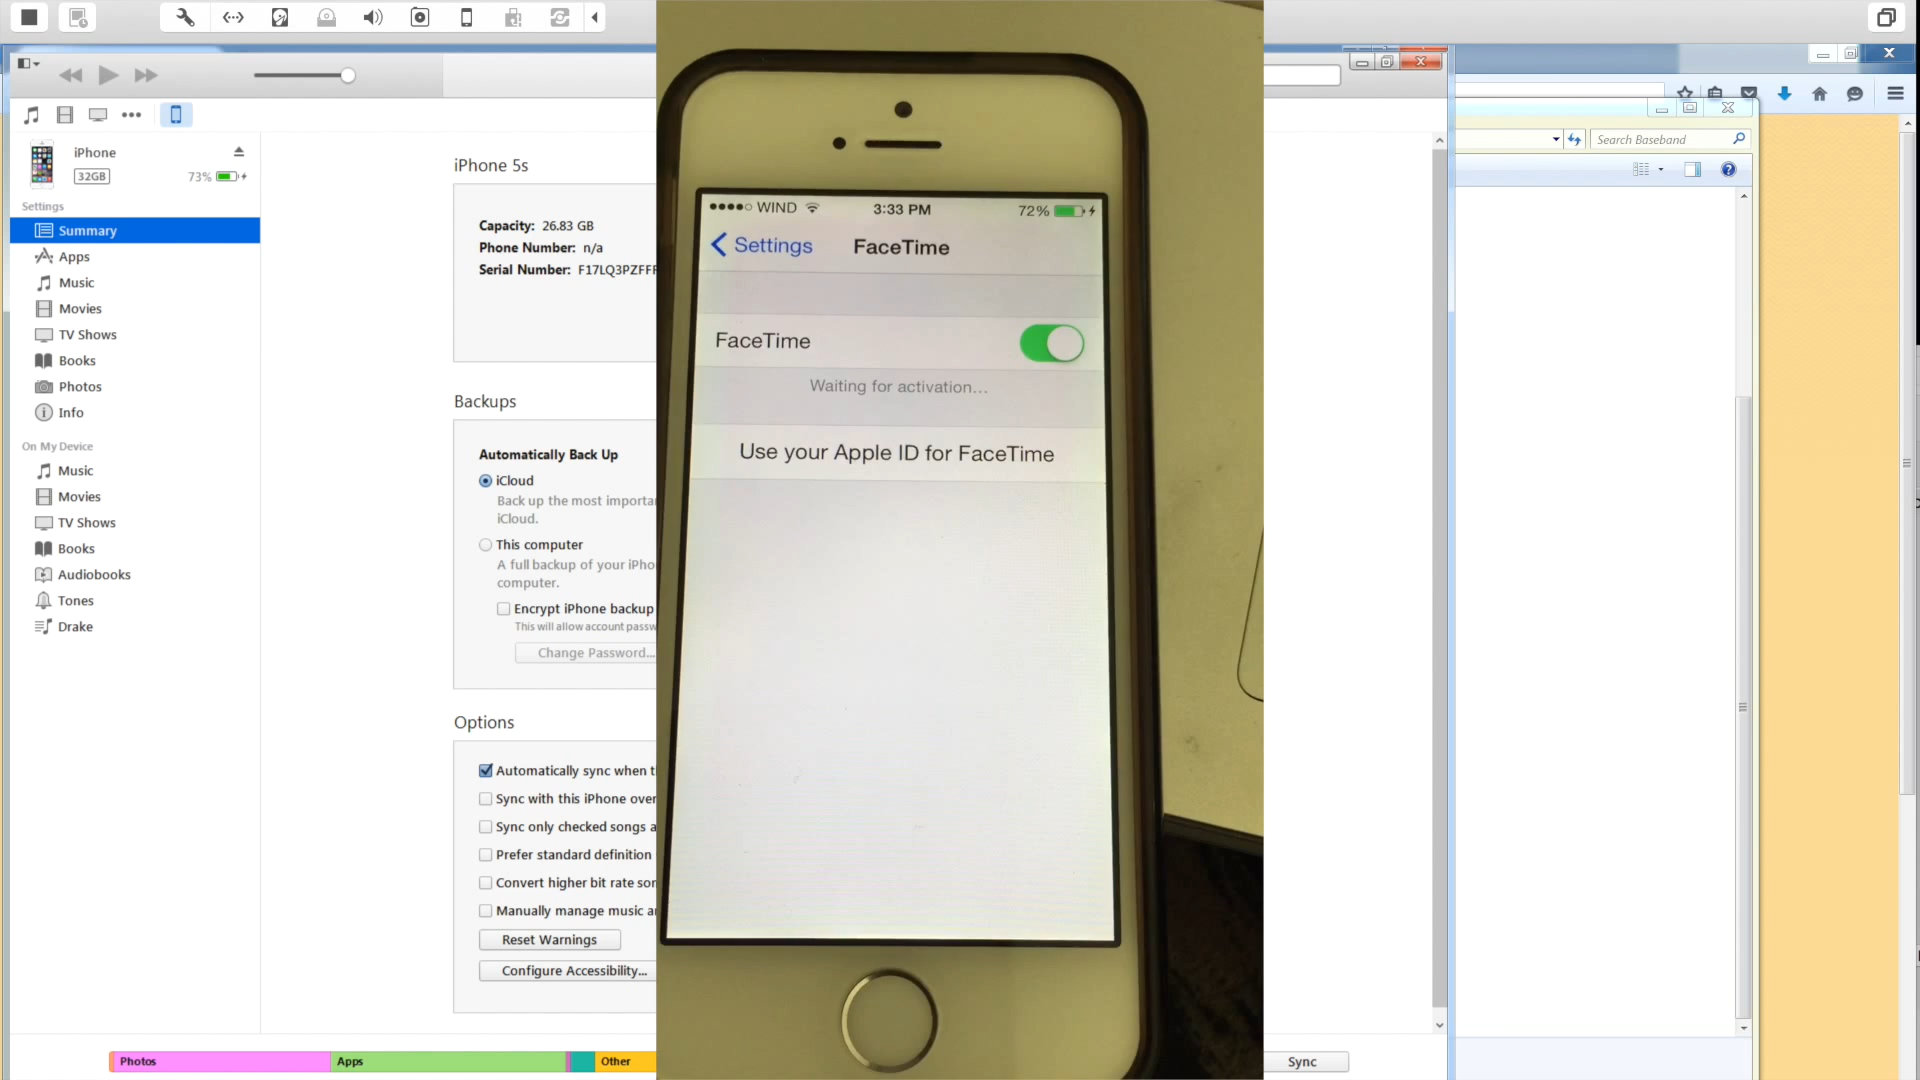 iPhone
32GB
73%
Settings
Summary
Apps
Music
Movies
TV Shows
Books
Photos
Info
On My Device
Music
Movies
TV Shows
Books
Audiobooks
Tones
Drake
iPhone 5s
Capacity: 26.83 GB
Phone Number: n/a
Serial Number:
Backups
Automatically Back Up
iCloud
Back up the most
iCloud.
This computer
A full backup of your
computer.
Encrypt iPhone backup
This will allow account
Change Password...
Options
Automatically sync when
Sync with this iPhone over
Sync only checked songs
Prefer standard definition
Convert higher bit rate
Manually manage music
Reset Warnings
Configure Accessibility...
Photos
Apps
Other
WIND
3:33 PM
72%
Settings
FaceTime
FaceTime
Waiting for activation...
Use your Apple ID for FaceTime
Sync
Search Baseband